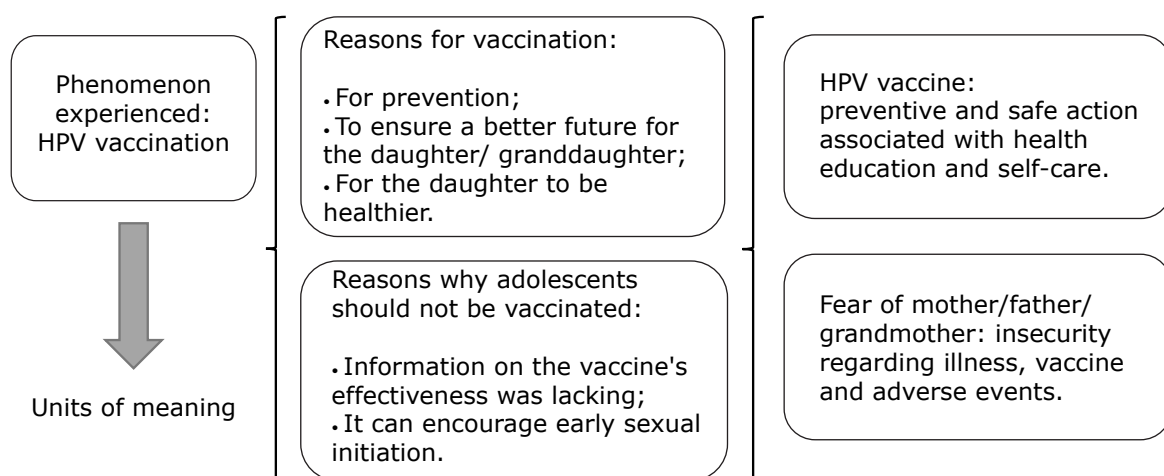 Phenomenon
experienced:
HPV vaccination
Units of meaning
Reasons for vaccination:
• For prevention;
• To ensure a better future for
the daughter/ granddaughter;
• For the daughter to be
healthier.
Reasons why adolescents
should not be vaccinated:
• Information on the vaccine's
effectiveness was lacking;
• It can encourage early sexual
initiation.
HPV vaccine:
preventive and safe action
associated with health
education and self-care.
Fear of mother/father/
grandmother: insecurity
regarding illness, vaccine
and adverse events.